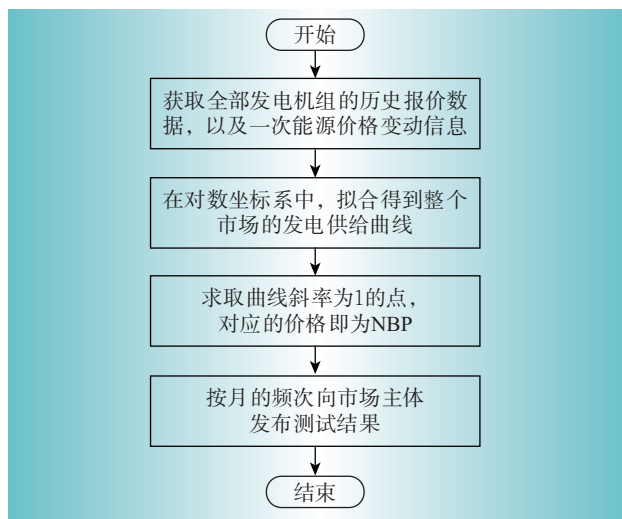 开始
获取全部发电机组的历史报价数
据，以及一次能源价格变动信息
在对数坐标系中，拟合得到整个
市场的发电供给曲线
求取曲线斜率为1的点，
对应的价格即为NBP
按月的频次向市场主体
发布测试结果
结束